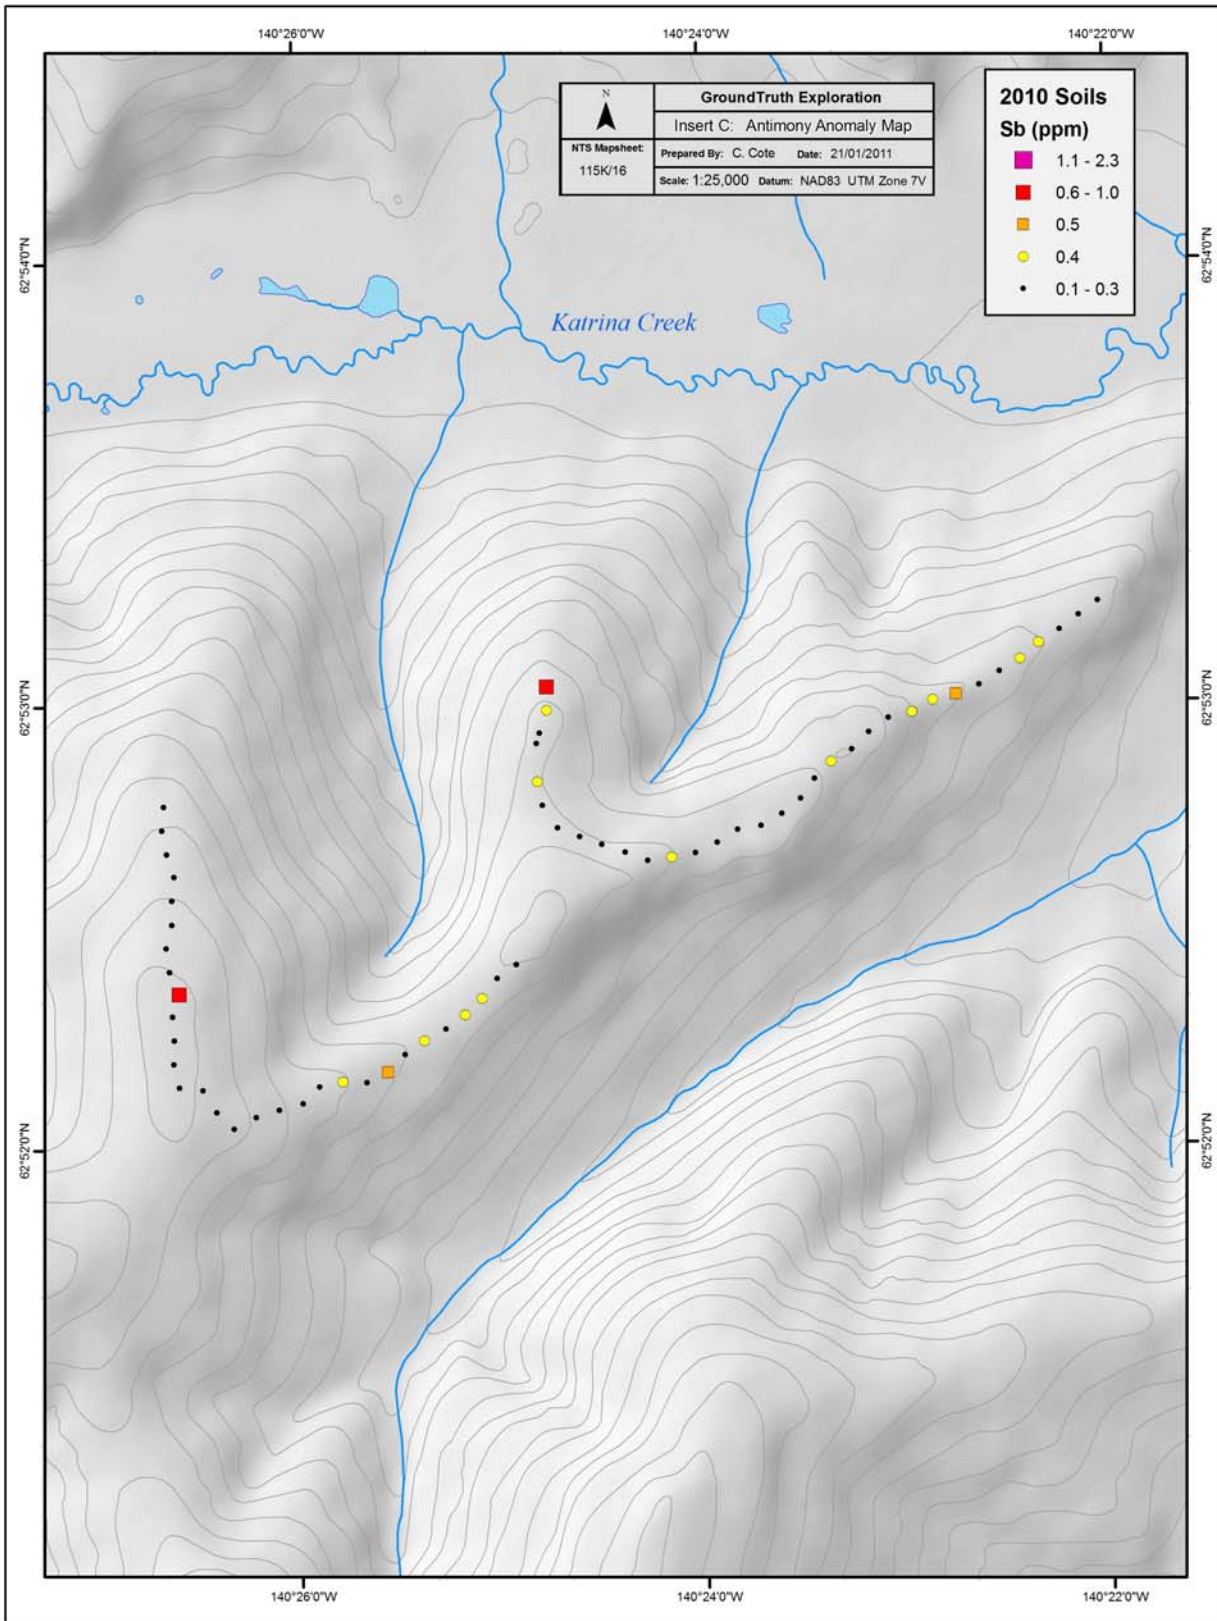 140°26'0"W
140°24'0"W
140°22'0"W
N
GroundTruth Exploration
Insert C: Antimony Anomaly Map
NTS Mapsheet:
115K/16
Prepared By: C. Cote Date: 21/01/2011
Scale: 1:25,000 Datum: NAD83 UTM Zone 7V
2010 Soils
Sb (ppm)
1.1 - 2.3
0.6 - 1.0
0.5
0.4
0.1 - 0.3
62°54'0"N
62°54'0"N
Katrina Creek
62°53'0"N
62°53'0"N
62°52'0"N
62°52'0"N
140°26'0"W
140°24'0"W
140°22'0"W